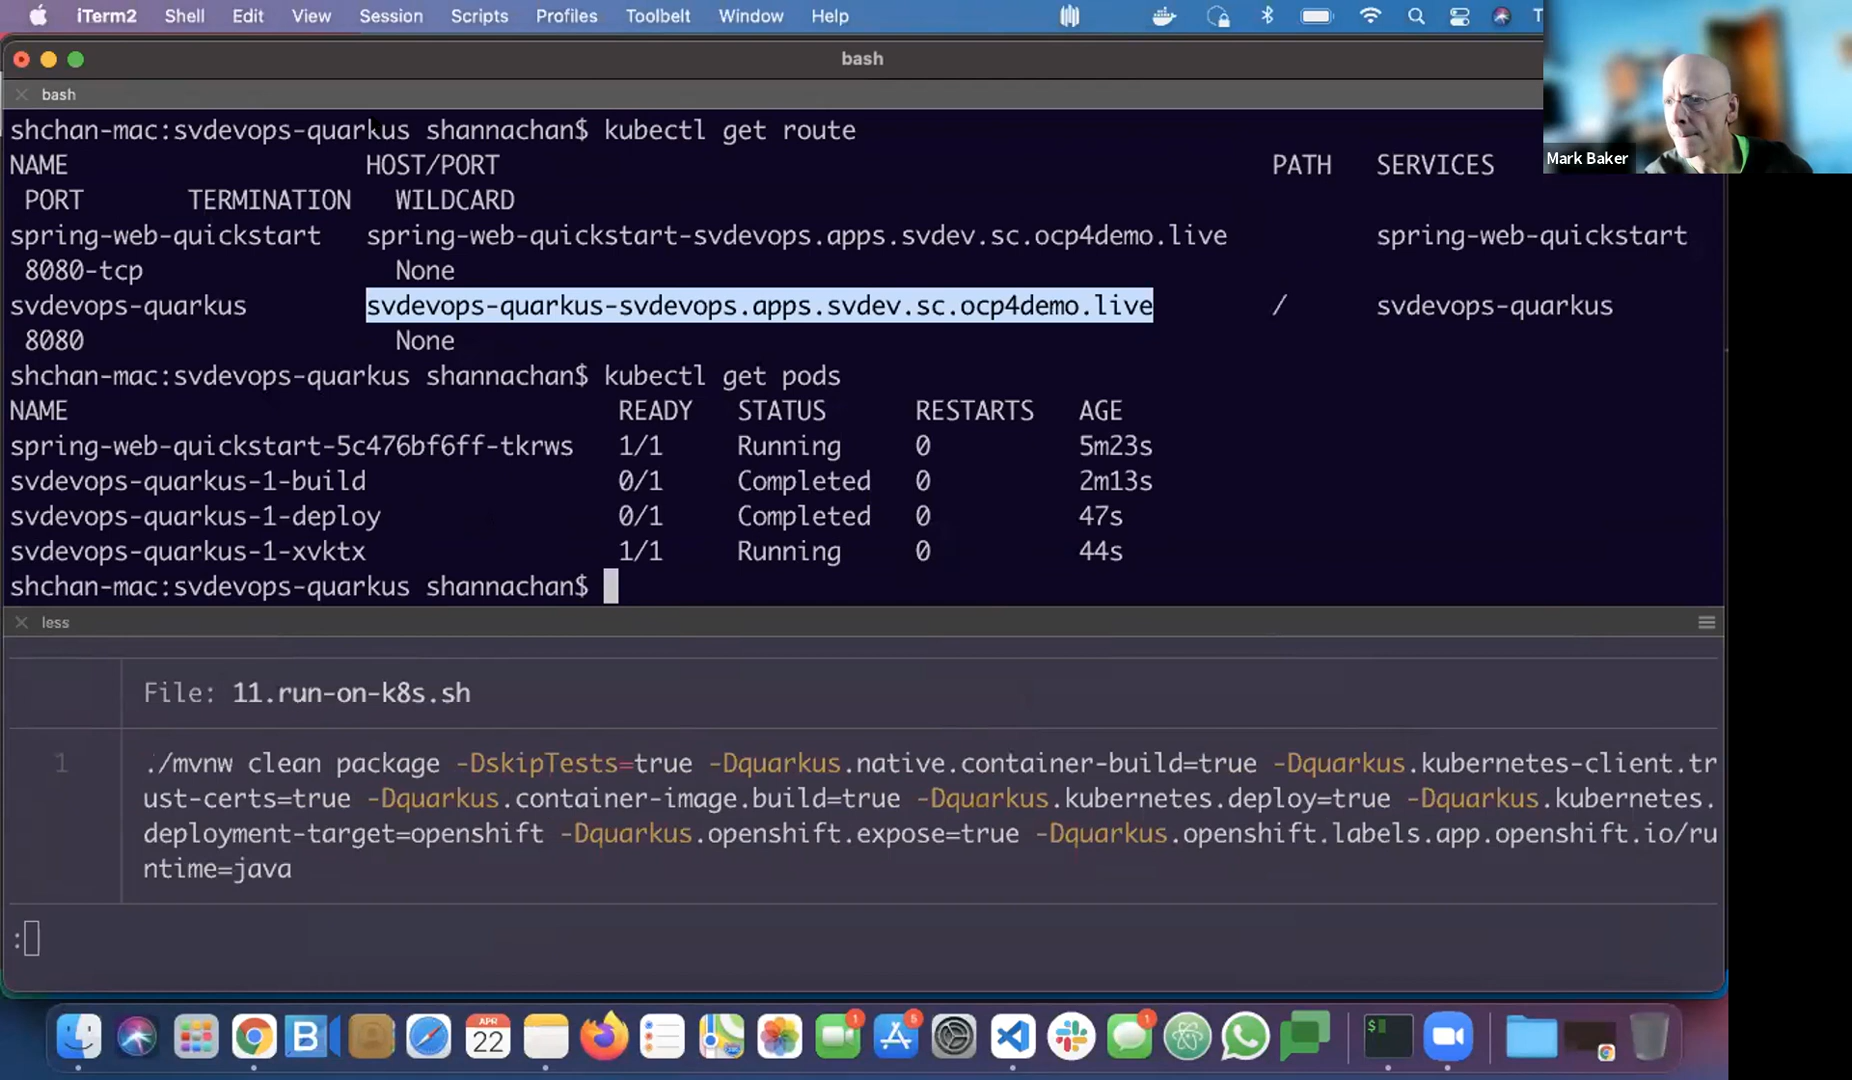 iTerm2 Shell Edit View Session Scripts Profiles Toolbelt Window Help
bash
bash
shchan-mac:svdevops-quarkus shannachan$ kubectl get route
NAME HOST/PORT PATH SERVICES
PORT TERMINATION WILDCARD
spring-web-quickstart spring-web-quickstart-svdevops.apps.svdev.sc.ocp4demo.live spring-web-quickstart
8080-tcp None
svdevops-quarkus svdevops-quarkus-svdevops.apps.svdev.sc.ocp4demo.live / svdevops-quarkus
8080 None
shchan-mac:svdevops-quarkus shannachan$ kubectl get pods
NAME READY STATUS RESTARTS AGE
spring-web-quickstart-5c476bf6ff-tkrws 1/1 Running 0 5m23s
svdevops-quarkus-1-build 0/1 Completed 0 2m13s
svdevops-quarkus-1-deploy 0/1 Completed 0 47s
svdevops-quarkus-1-xvktx 1/1 Running 0 44s
shchan-mac:svdevops-quarkus shannachan$
Mark Baker
less
File: 11.run-on-k8s.sh
1 ./mvnw clean package -DskipTests=true -Dquarkus.native.container-build=true -Dquarkus.kubernetes-client.tr
ust-certs=true -Dquarkus.container-image.build=true -Dquarkus.kubernetes.deploy=true -Dquarkus.kubernetes.
deployment-target=openshift -Dquarkus.openshift.expose=true -Dquarkus.openshift.labels.app.openshift.io/ru
ntime=java
:
APR
22
1
5
1
$